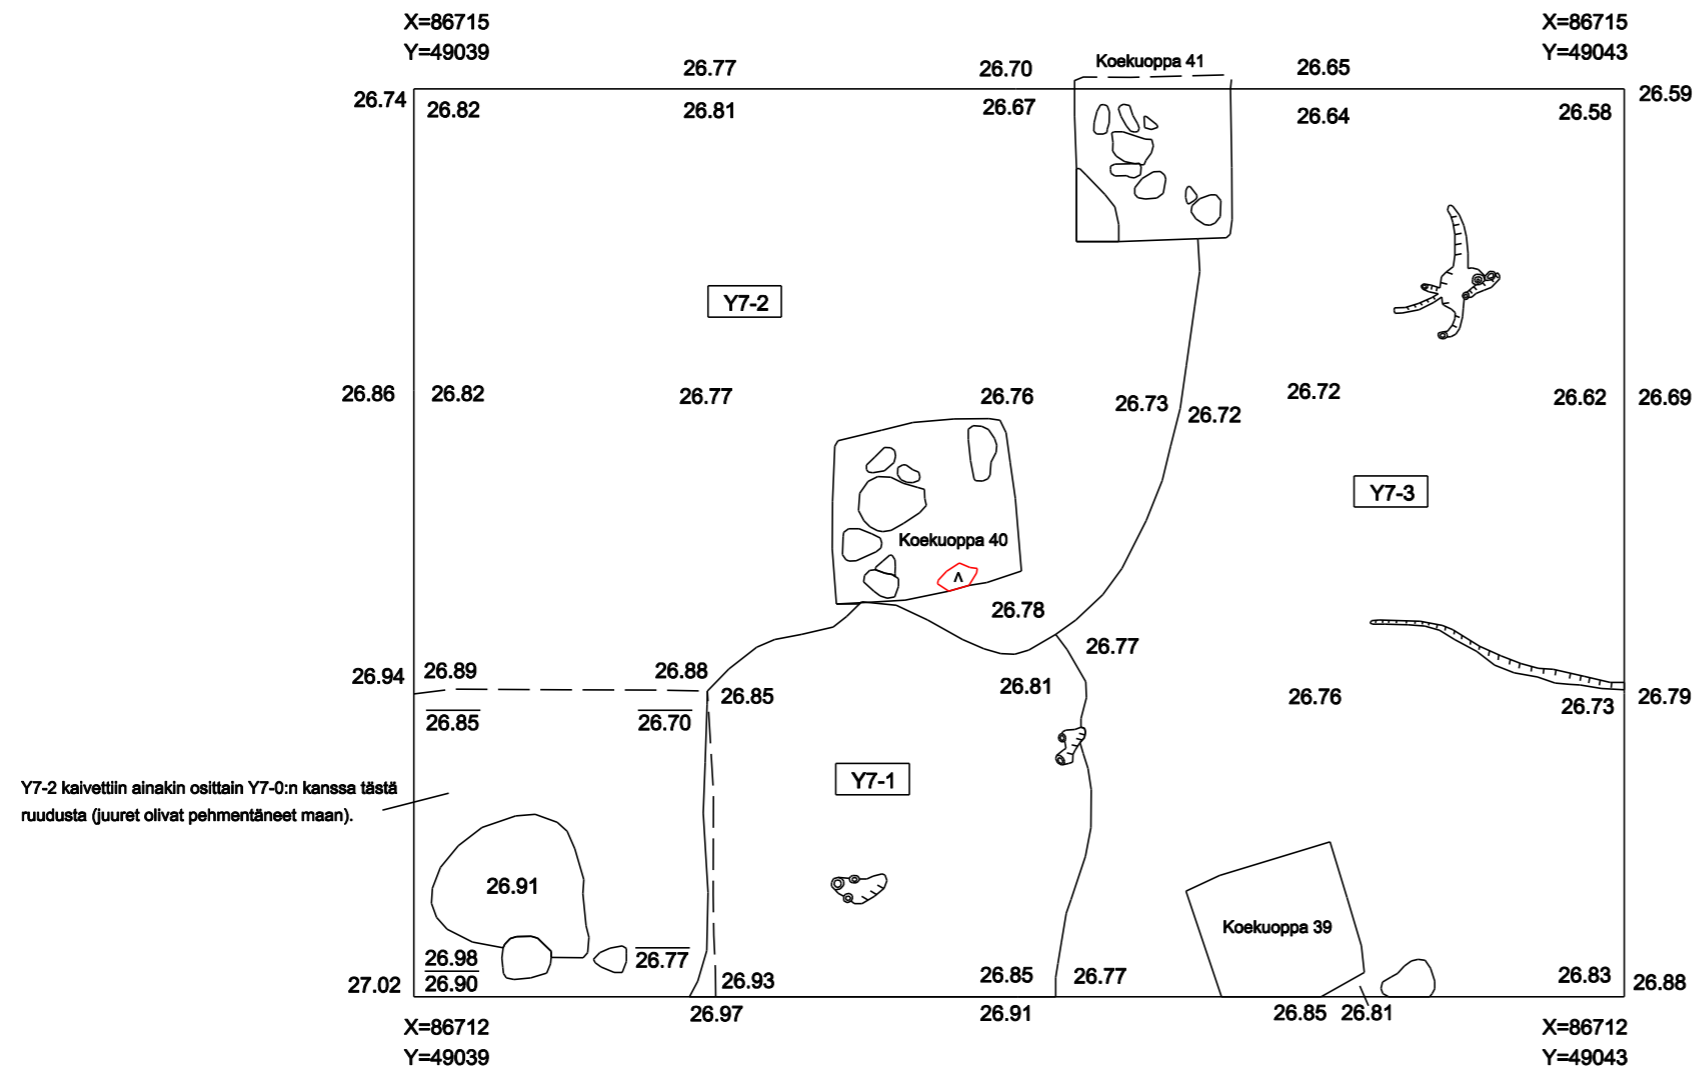 X=86715
Y=49039
X=86715
Y=49043
26.77
26.70
Koekuoppa 41
26.65
26.74
26.82
26.81
26.67
26.64
26.58
26.59
Y7-2
26.86
26.82
26.77
26.76
26.73
26.72
26.72
26.62
26.69
Y7-3
Koekuoppa 40
26.78
26.77
26.94
26.89
26.88
26.85
26.81
26.76
26.73
26.79
26.85
26.70
Y7-1
Y7-2 kaivettiin ainakin osittain Y7-0:n kanssa tästä
ruudusta (juuret olivat pehmentäneet maan).
26.91
Koekuoppa 39
26.98
26.90
26.77
27.02
26.93
26.85
26.77
26.83
26.88
26.97
26.91
26.85
26.81
X=86712
Y=49039
X=86712
Y=49043